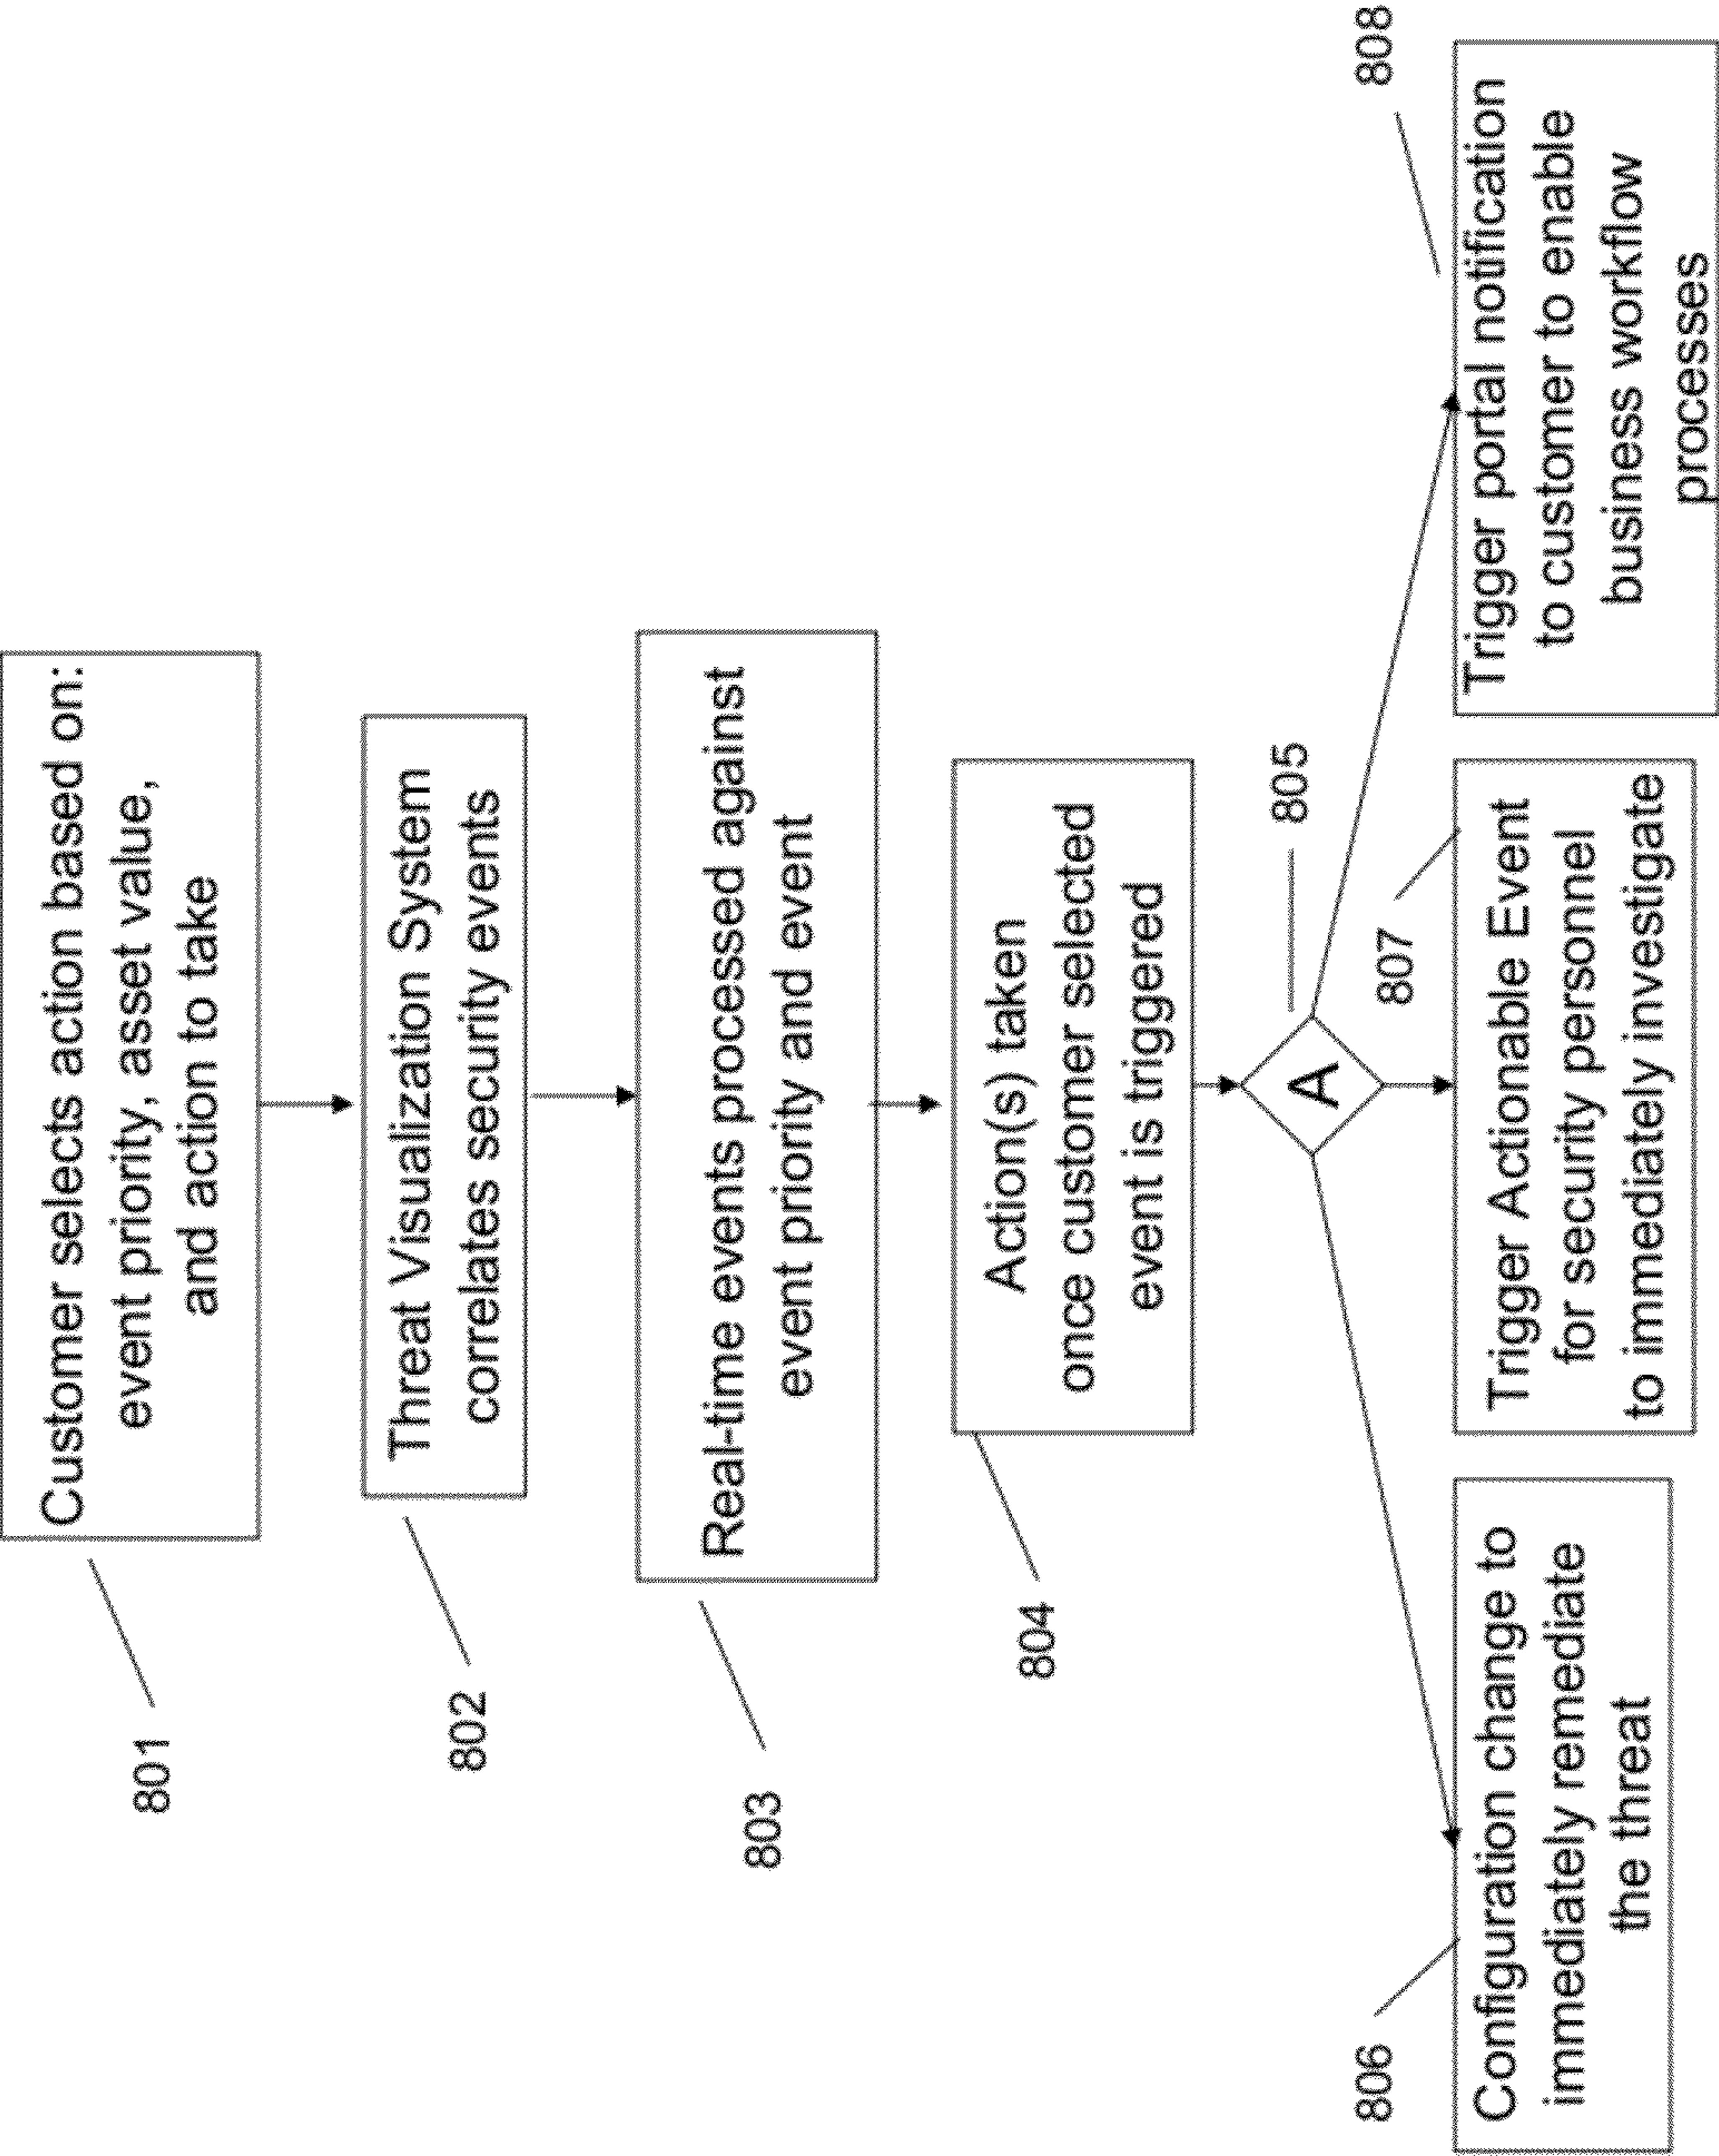 Customer selects action based on:
event priority, asset value,
and action to take
801
Threat Visualization System
correlates security events
802
Real-time events processed against
event priority and event
803
Action(s) taken
once customer selected
event is triggered
804
A
805
806
Configuration change to
immediately remediate
the threat
807
Trigger Actionable Event
for security personnel
to immediately investigate
808
Trigger portal notification
to customer to enable
business workflow
processes